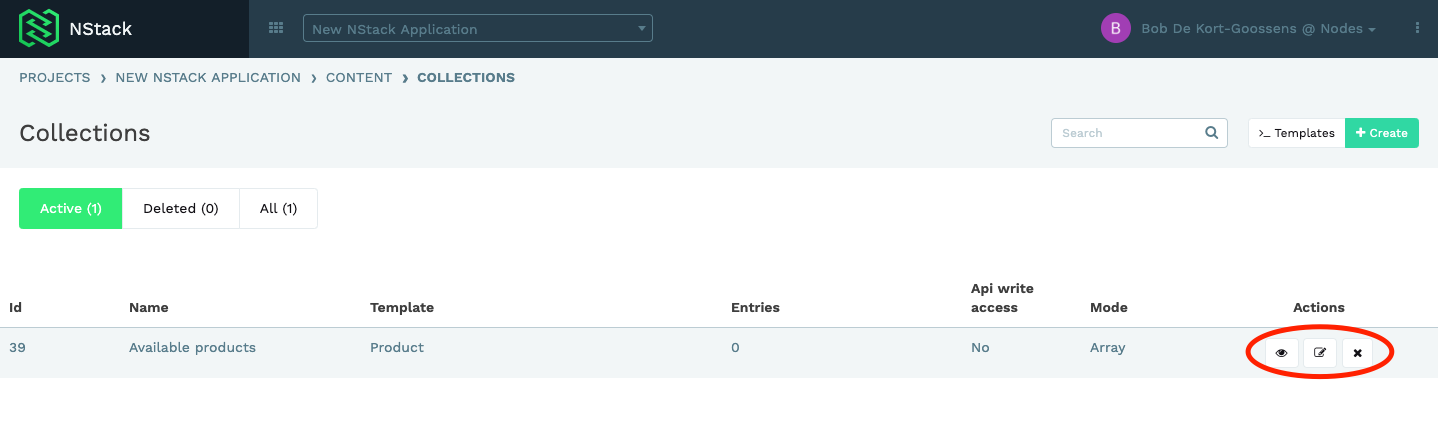 NStack
New NStack Application
B
Bob De Kort-Goossens @ Nodes
PROJECTS › NEW NSTACK APPLICATION › CONTENT › COLLECTIONS
Collections
Search
>_ Templates
+ Create
Active (1)
Deleted (0)
All (1)
Id Name Template Entries Api write access Mode Actions
39 Available products Product 0 No Array